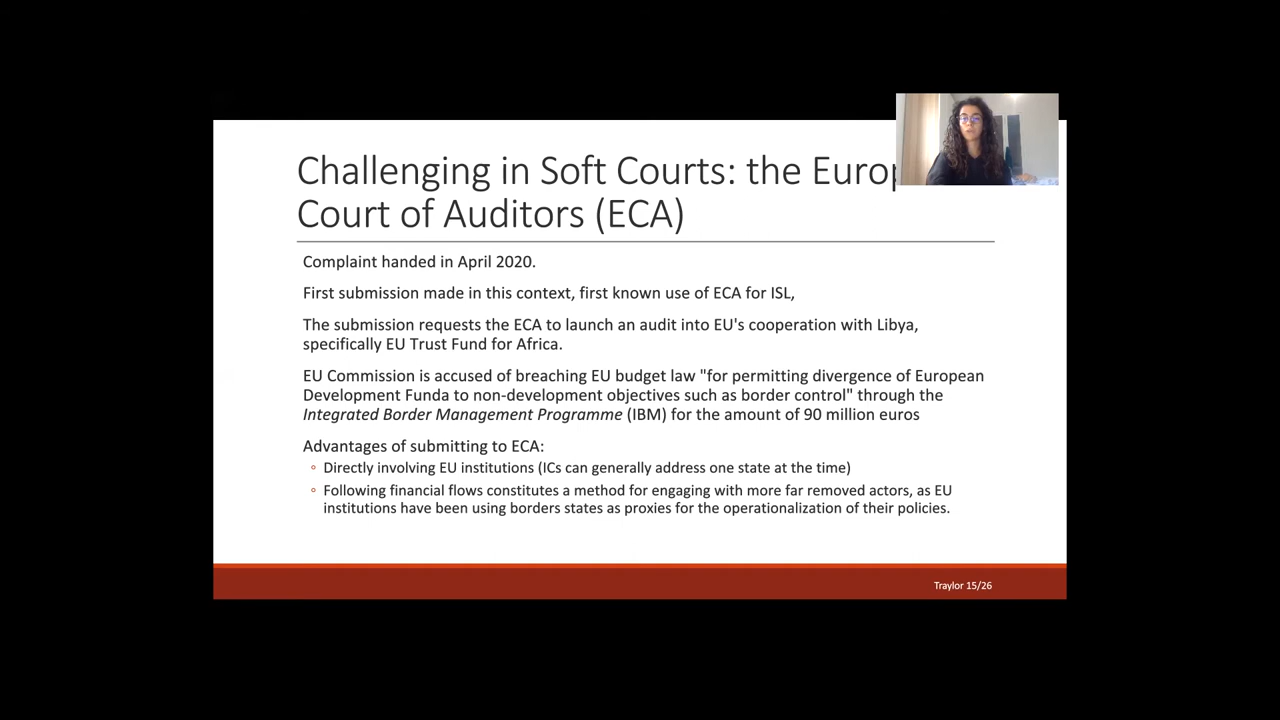 Challenging in Soft Courts: the Euro
Court of Auditors (ECA)
Complaint handed in April 2020.
First submission made in this context, first known use of ECA for ISL,
The submission requests the ECA to launch an audit into EU's cooperation with Libya,
specifically EU Trust Fund for Africa.
EU Commission is accused of breaching EU budget law "for permitting divergence of European
Development Funda to non-development objectives such as border control" through the
Integrated Border Management Programme (IBM) for the amount of 90 million euros
Advantages of submitting to ECA:
◦ Directly involving EU institutions (ICs can generally address one state at the time)
◦ Following financial flows constitutes a method for engaging with more far removed actors, as EU
institutions have been using borders states as proxies for the operationalization of their policies.
Traylor 15/26